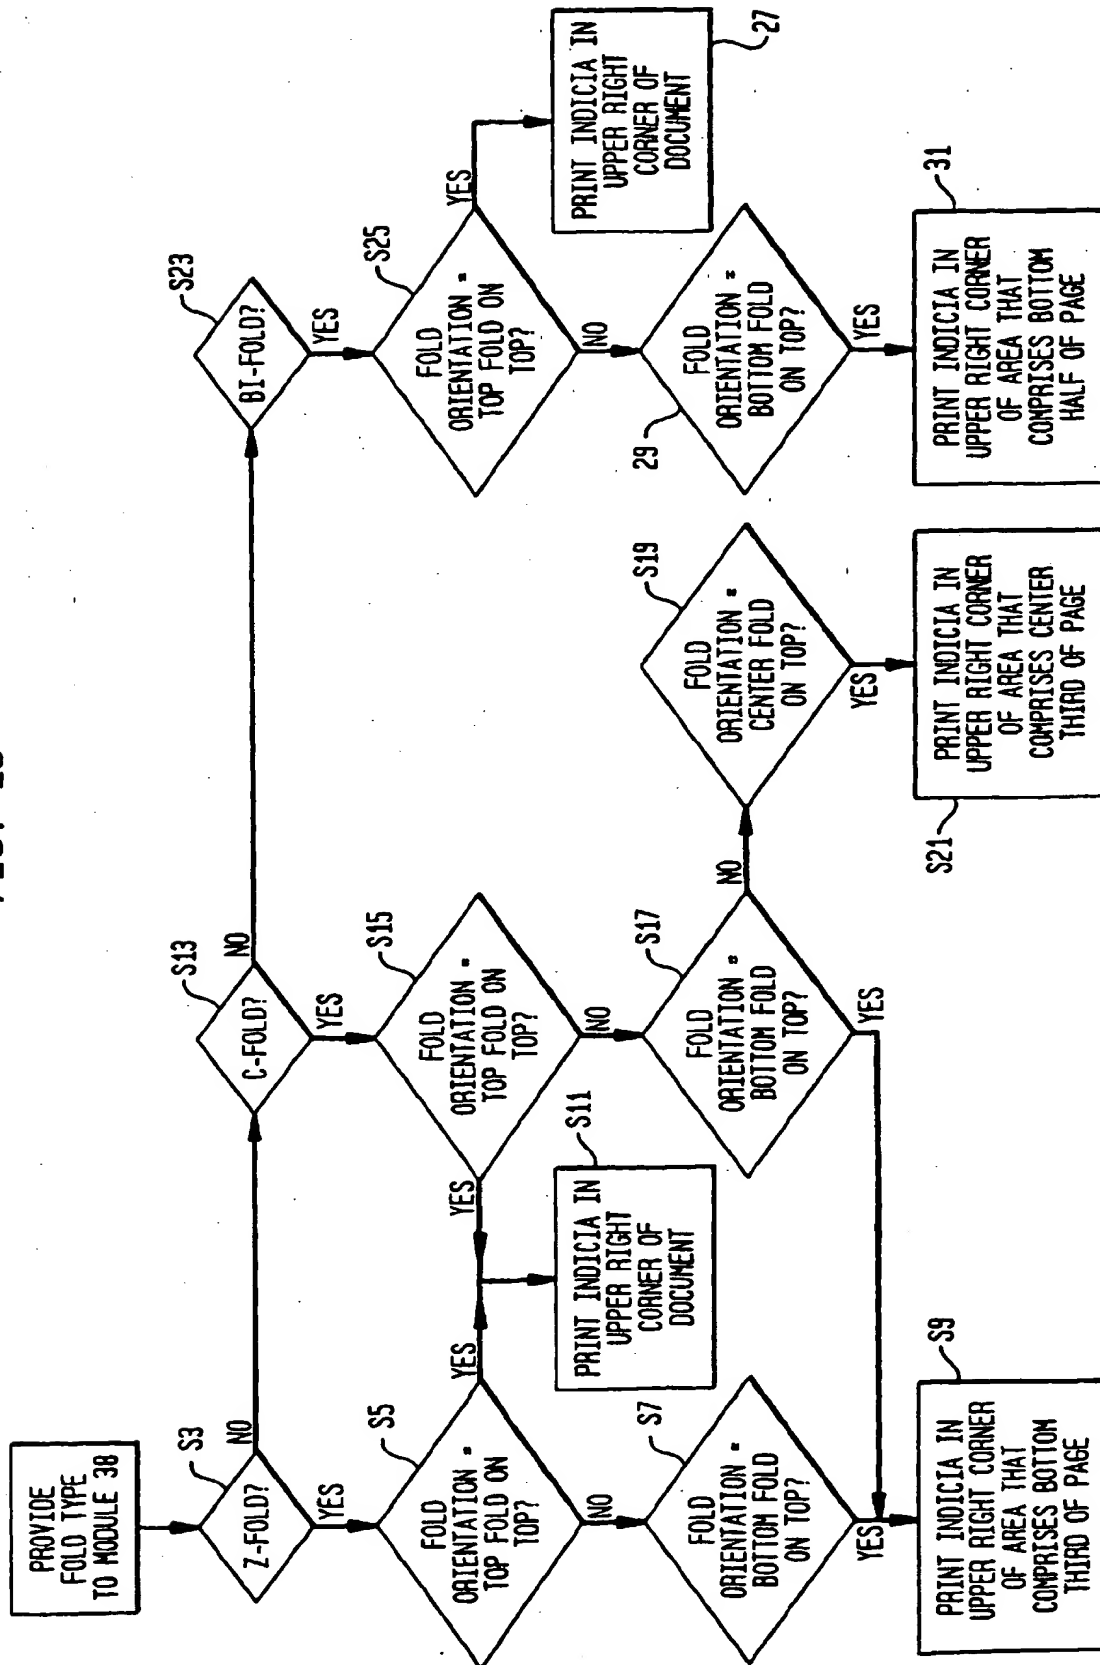 PROVIDE
FOLD TYPE
TO MODULE 38
S3
Z-FOLD?
NO
YES
S5
FOLD
ORIENTATION =
TOP FOLD ON
TOP?
YES
NO
S7
FOLD
ORIENTATION =
BOTTOM FOLD
ON TOP?
YES
S9
PRINT INDICIA IN
UPPER RIGHT CORNER
OF AREA THAT
COMPRISES BOTTOM
THIRD OF PAGE
S11
PRINT INDICIA IN
UPPER RIGHT
CORNER OF
DOCUMENT
S13
C-FOLD?
NO
YES
S15
FOLD
ORIENTATION =
TOP FOLD ON
TOP?
YES
NO
S17
FOLD
ORIENTATION =
BOTTOM FOLD
ON TOP?
NO
YES
S19
FOLD
ORIENTATION =
CENTER FOLD
ON TOP?
YES
S21
PRINT INDICIA IN
UPPER RIGHT CORNER
OF AREA THAT
COMPRISES CENTER
THIRD OF PAGE
S23
BI-FOLD?
YES
S25
FOLD
ORIENTATION =
TOP FOLD ON
TOP?
YES
NO
27
PRINT INDICIA IN
UPPER RIGHT
CORNER OF
DOCUMENT
29
FOLD
ORIENTATION =
BOTTOM FOLD
ON TOP?
YES
31
PRINT INDICIA IN
UPPER RIGHT CORNER
OF AREA THAT
COMPRISES BOTTOM
HALF OF PAGE